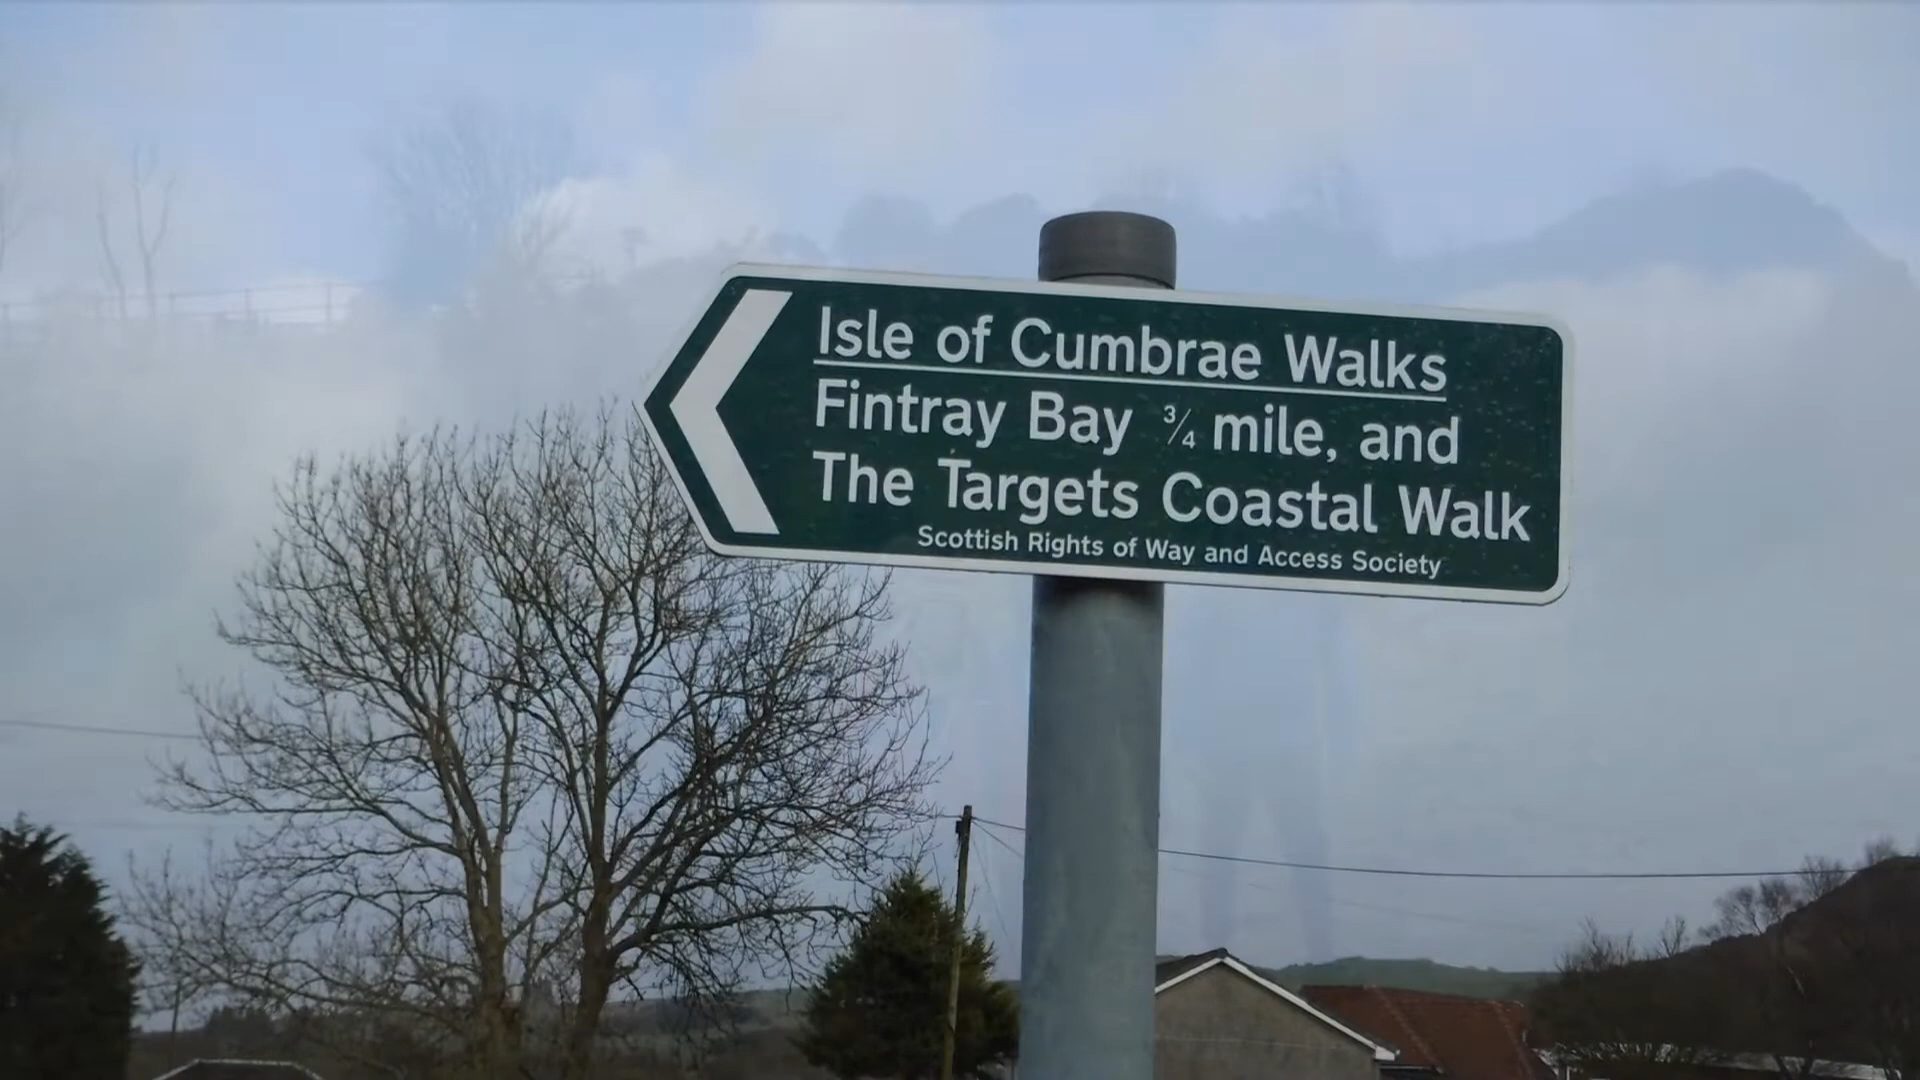 Isle of Cumbrae Walks
Fintray Bay ¾ mile, and
The Targets Coastal Walk
Scottish Rights of Way and Access Society